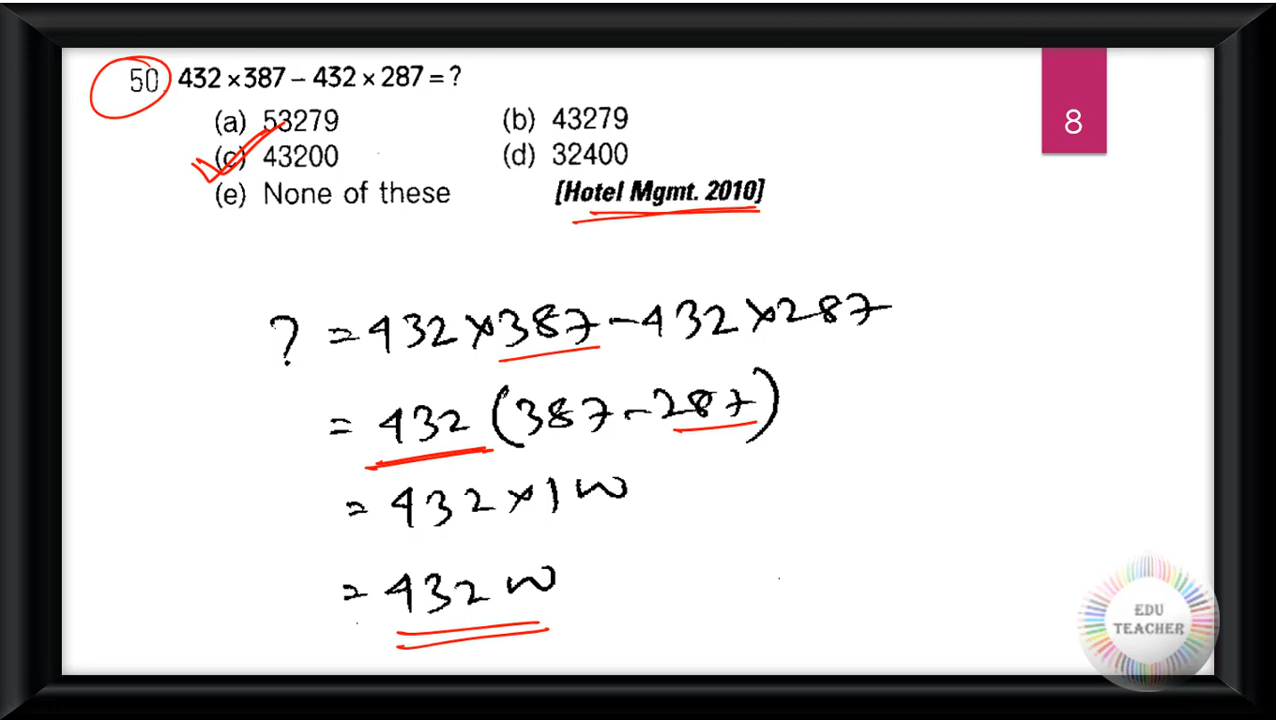 50. 432 × 387 – 432 × 287 = ?
(a) 53279 (b) 43279
(c) 43200 (d) 32400
(e) None of these [Hotel Mgmt. 2010]
8
? = 432 × 387 - 432 × 287
= 432 (387 - 287)
= 432 × 100
= 43200
EDU
TEACHER